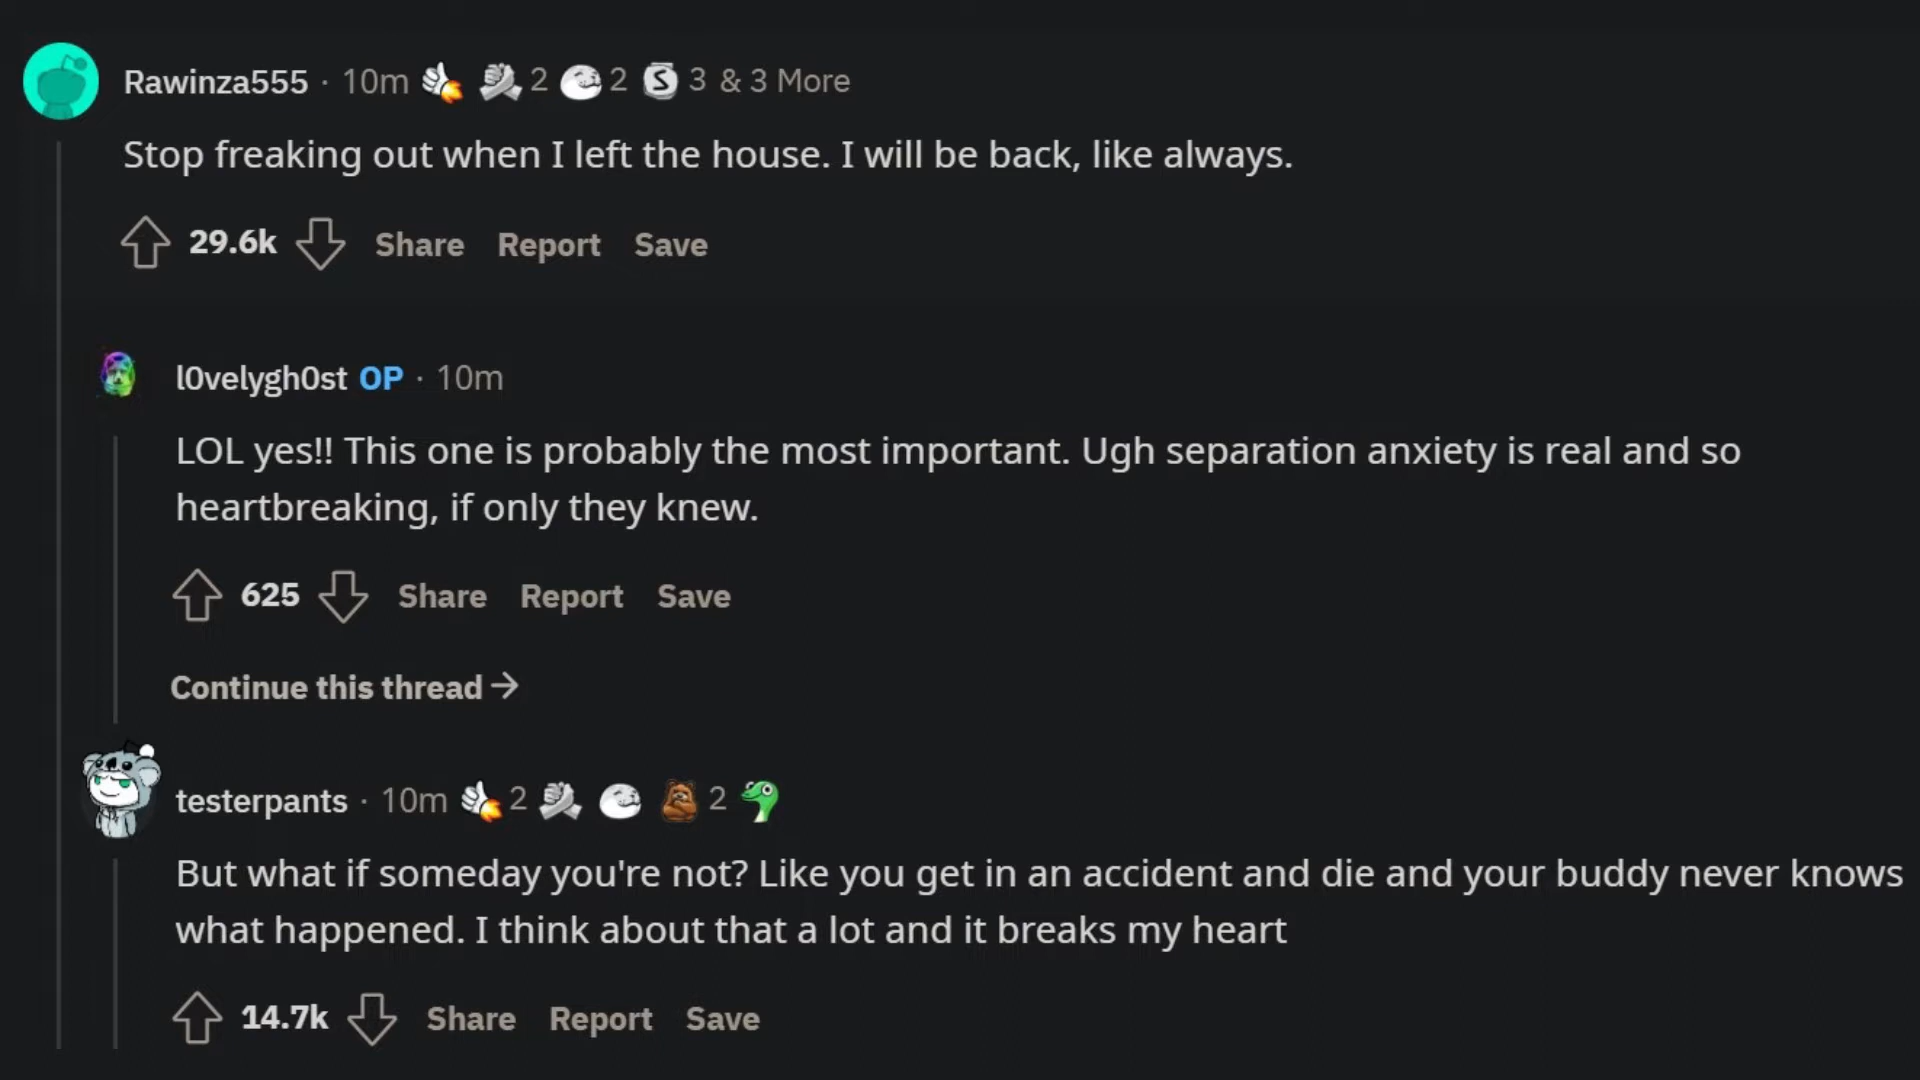 Rawinza555 · 10m 2 2 3 & 3 More
Stop freaking out when I left the house. I will be back, like always.
29.6k Share Report Save
l0velygh0st OP · 10m
LOL yes!! This one is probably the most important. Ugh separation anxiety is real and so
heartbreaking, if only they knew.
625 Share Report Save
Continue this thread →
testerpants · 10m 2 2
But what if someday you're not? Like you get in an accident and die and your buddy never knows
what happened. I think about that a lot and it breaks my heart
14.7k Share Report Save